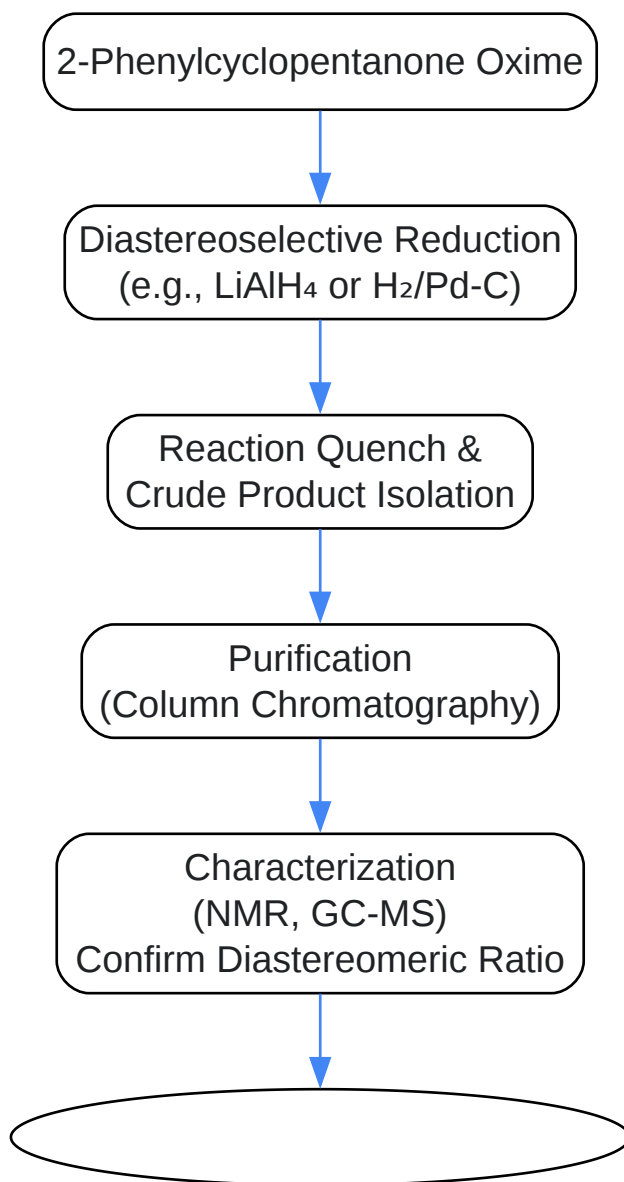 2-Phenylcyclopentanone Oxime
Diastereoselective Reduction
(e.g., LiAlH₄ or H₂/Pd-C)
Reaction Quench &
Crude Product Isolation
Purification
(Column Chromatography)
Characterization
(NMR, GC-MS)
Confirm Diastereomeric Ratio